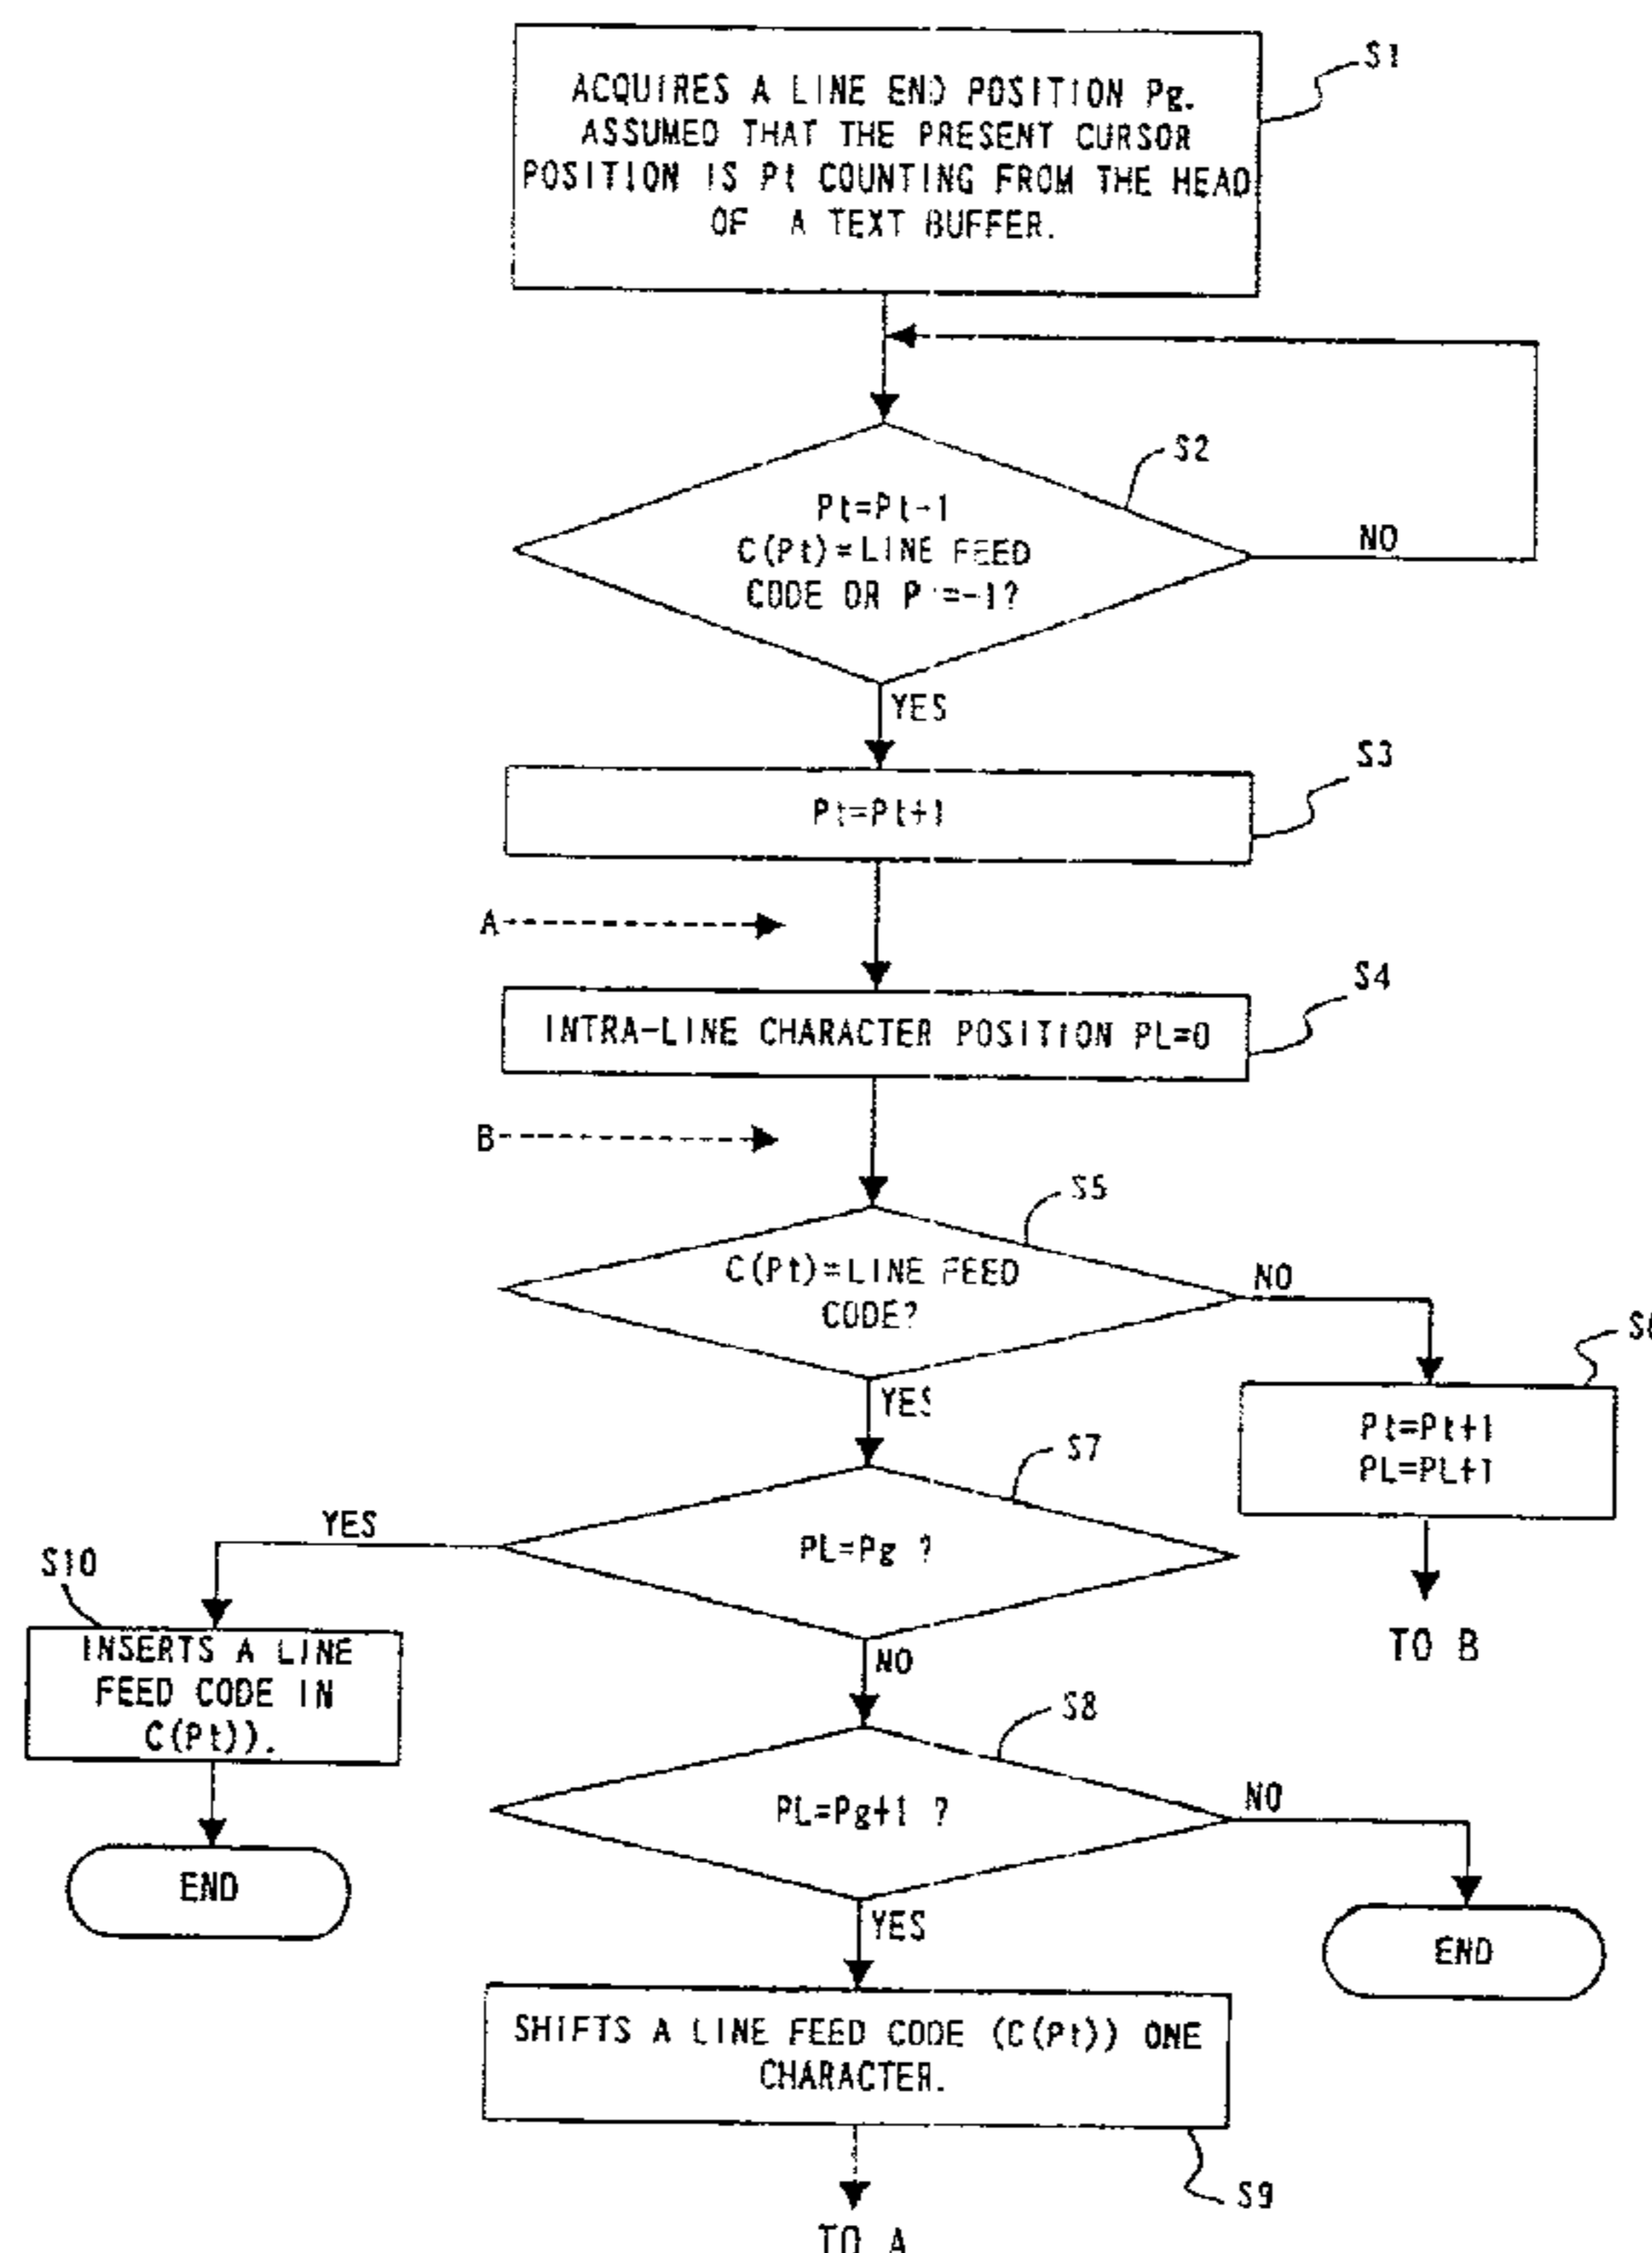 S1
ACQUIRES A LINE END POSITION Pg.
ASSUMED THAT THE PRESENT CURSOR
POSITION IS Pt COUNTING FROM THE HEAD
OF A TEXT BUFFER.
S2
Pt=Pt-1
C(Pt)=LINE FEED
CODE OR P =-1?
NO
YES
S3
Pt=Pt+1
A
S4
INTRA-LINE CHARACTER POSITION PL=0
B
S5
C(Pt)=LINE FEED
CODE?
NO
YES
Pt=Pt+1
PL=PL+1
TO B
S7
PL=Pg ?
YES
NO
S10
INSERTS A LINE
FEED CODE IN
C(Pt)).
END
S8
PL=Pg+1 ?
NO
YES
END
SHIFTS A LINE FEED CODE (C(Pt)) ONE
CHARACTER.
S9
TO A